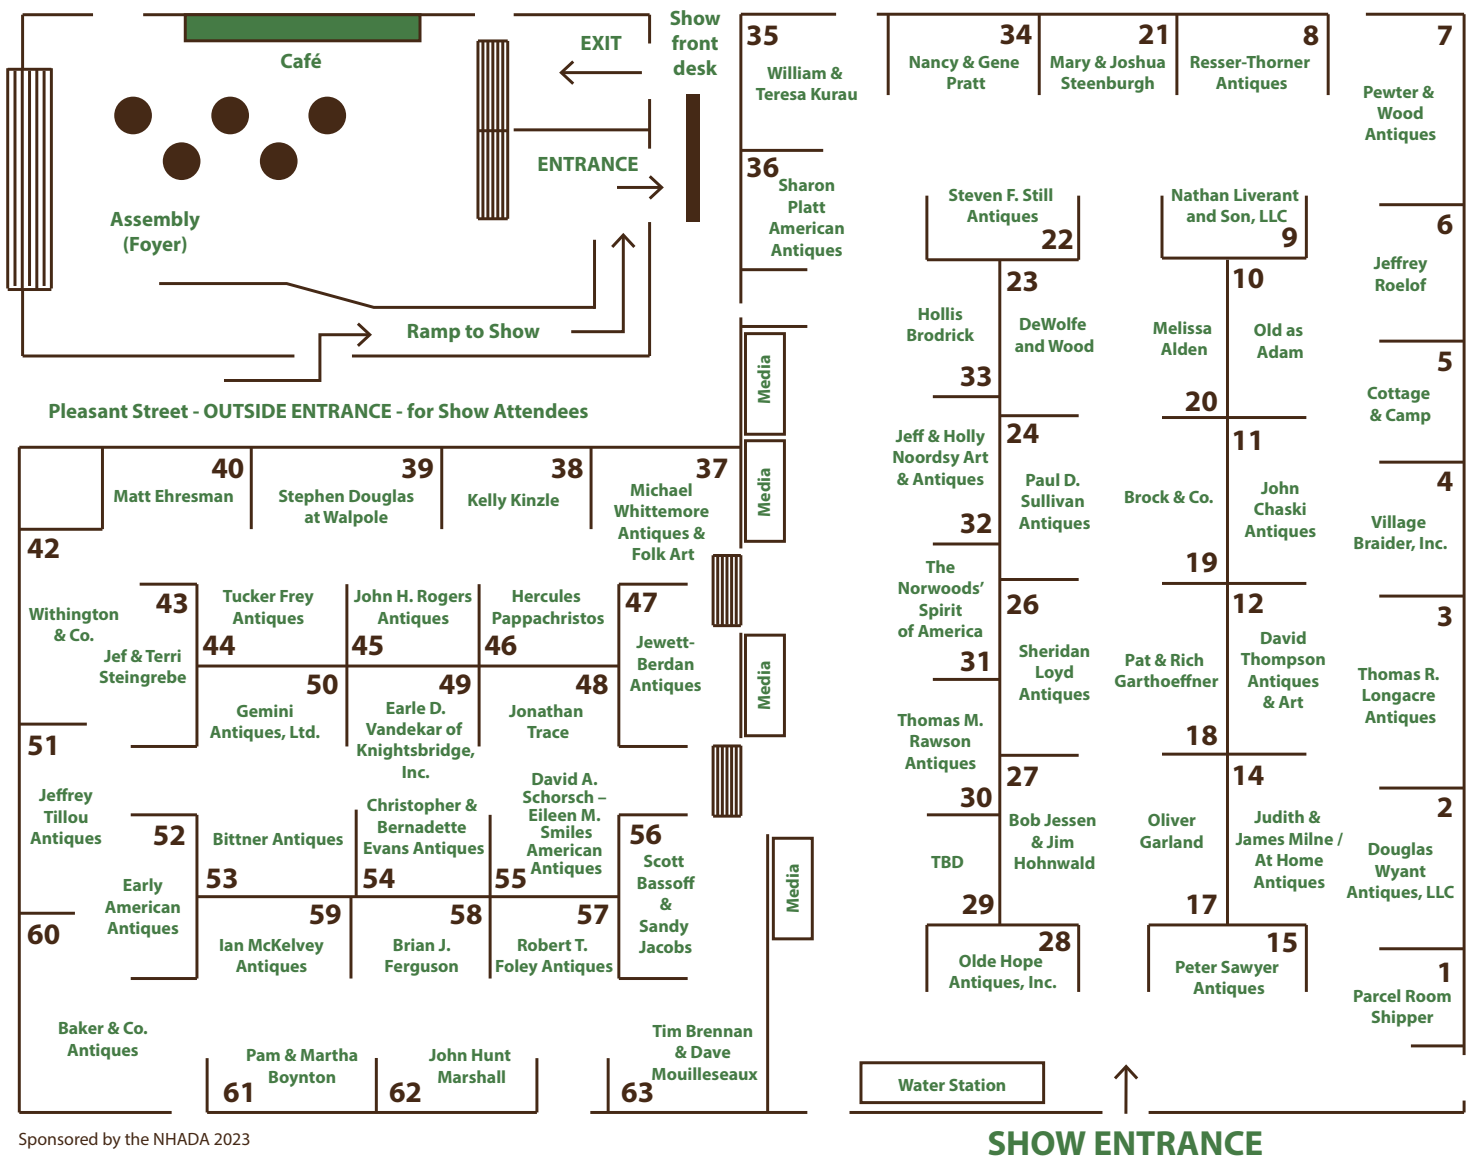 Café
Assembly
(Foyer)
EXIT
ENTRANCE
Show
front
desk
Ramp to Show
Pleasant Street - OUTSIDE ENTRANCE - for Show Attendees
35
William &
Teresa Kurau
36
Sharon
Platt
American
Antiques
34
Nancy & Gene
Pratt
21
Mary & Joshua
Steenburgh
8
Resser-Thorner
Antiques
7
Pewter &
Wood
Antiques
6
Jeffrey
Roelof
5
Cottage
& Camp
4
Village
Braider, Inc.
3
Thomas R.
Longacre
Antiques
2
Douglas
Wyant
Antiques, LLC
1
Parcel Room
Shipper
Steven F. Still
Antiques
22
Nathan Liverant
and Son, LLC
9
23
DeWolfe
and Wood
Hollis
Brodrick
33
10
Old as
Adam
Melissa
Alden
20
24
Paul D.
Sullivan
Antiques
Jeff & Holly
Noordsy Art
& Antiques
32
11
John
Chaski
Antiques
Brock & Co.
19
26
Sheridan
Loyd
Antiques
The
Norwoods’
Spirit
of America
31
12
David
Thompson
Antiques
& Art
Pat & Rich
Garthoeffner
18
27
Bob Jessen
& Jim
Hohnwald
Thomas M.
Rawson
Antiques
30
14
Judith &
James Milne /
At Home
Antiques
Oliver
Garland
17
TBD
29
28
Olde Hope
Antiques, Inc.
15
Peter Sawyer
Antiques
Media
Media
Media
Media
40
Matt Ehresman
39
Stephen Douglas
at Walpole
38
Kelly Kinzle
37
Michael
Whittemore
Antiques &
Folk Art
42
Withington
& Co.
43
Jef & Terri
Steingrebe
Tucker Frey
Antiques
44
John H. Rogers
Antiques
45
Hercules
Pappachristos
46
47
Jewett-
Berdan
Antiques
50
Gemini
Antiques, Ltd.
49
Earle D.
Vandekar of
Knightsbridge,
Inc.
48
Jonathan
Trace
51
Jeffrey
Tillou
Antiques
52
Early
American
Antiques
Bittner Antiques
53
Christopher &
Bernadette
Evans Antiques
54
David A.
Schorsch –
Eileen M.
Smiles
American
Antiques
55
56
Scott
Bassoff
&
Sandy
Jacobs
59
Ian McKelvey
Antiques
58
Brian J.
Ferguson
57
Robert T.
Foley Antiques
60
Baker & Co.
Antiques
Pam & Martha
Boynton
61
John Hunt
Marshall
62
Tim Brennan
& Dave
Mouilleseaux
63
Water Station
Sponsored by the NHADA 2023
SHOW ENTRANCE